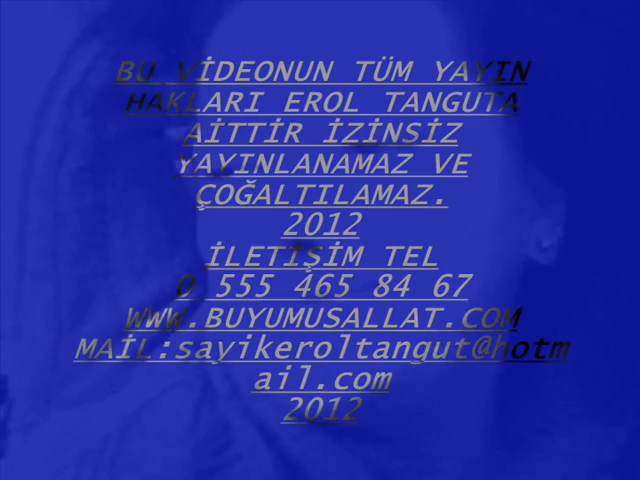 BU VİDEONUN TÜM YAYIN
HAKLARI EROL TANGUTA
AİTTİR İZİNSİZ
YAYINLANAMAZ VE
ÇOĞALTILAMAZ.
2012
İLETİŞİM TEL
0 555 465 84 67
WWW.BUYUMUSALLAT.COM
MAİL:sayikeroltangut@hotm
ail.com
2012